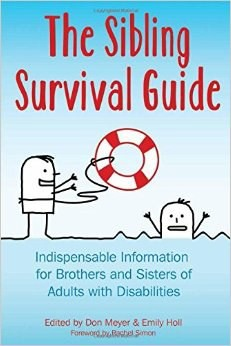 The Sibling
Survival Guide
Indispensable Information
for Brothers and Sisters of
Adults with Disabilities
Edited by Don Meyer & Emily Holl
Foreword by Rachel Simon